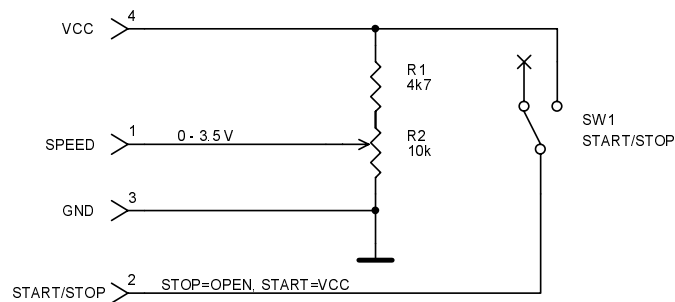 VCC 4
R1
4k7
SPEED 1 0 - 3.5 V
R2
10k
SW1
START/STOP
GND 3
START/STOP 2 STOP=OPEN, START=VCC